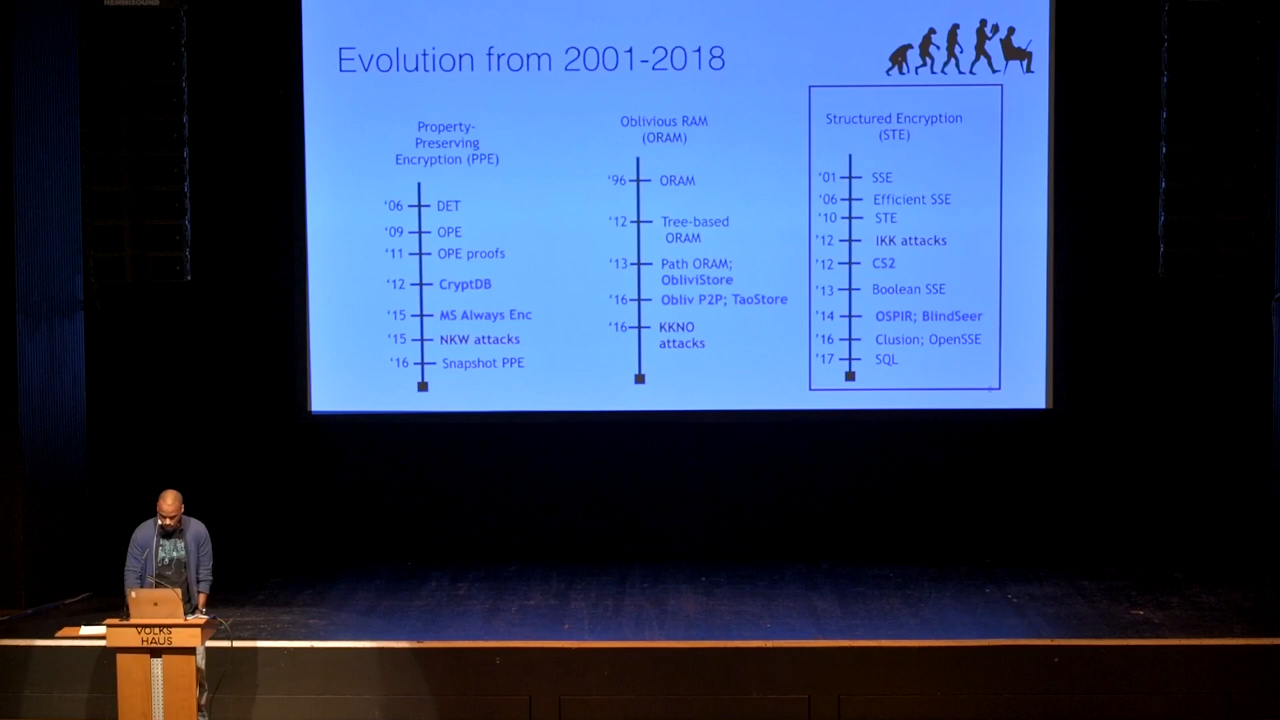 HENNISOUND
Evolution from 2001-2018
Property-
Preserving
Encryption (PPE)
'06 DET
'09 OPE
'11 OPE proofs
'12 CryptDB
'15 MS Always Enc
'15 NKW attacks
'16 Snapshot PPE
Oblivious RAM
(ORAM)
'96 ORAM
'12 Tree-based
ORAM
'13 Path ORAM;
ObliviStore
'16 Obliv P2P; TaoStore
'16 KKNO
attacks
Structured Encryption
(STE)
'01 SSE
'06 Efficient SSE
'10 STE
'12 IKK attacks
'12 CS2
'13 Boolean SSE
'14 OSPIR; BlindSeer
'16 Clusion; OpenSSE
'17 SQL
VOLKS
HAUS